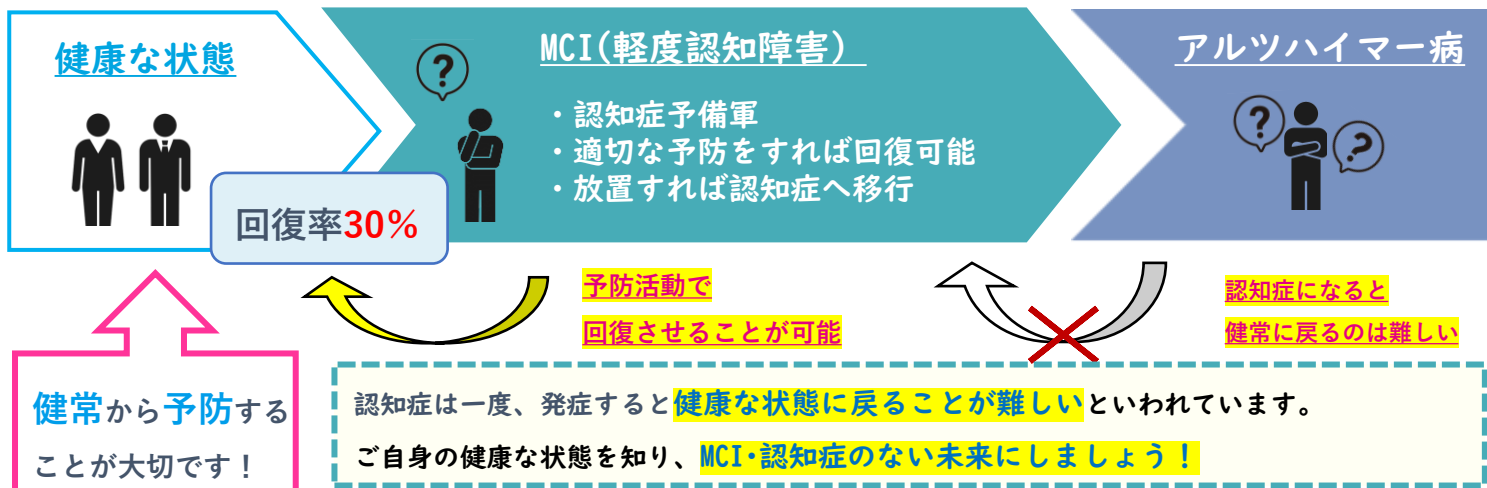 健康な状態
?
MCI(軽度認知障害)
・認知症予備軍
・適切な予防をすれば回復可能
・放置すれば認知症へ移行
アルツハイマー病
?
?
回復率30%
予防活動で
回復させることが可能
認知症になると
健常に戻るのは難しい
健常から予防する
ことが大切です!
認知症は一度、発症すると健康な状態に戻ることが難しいといわれています。
ご自身の健康な状態を知り、MCI・認知症のない未来にしましょう!